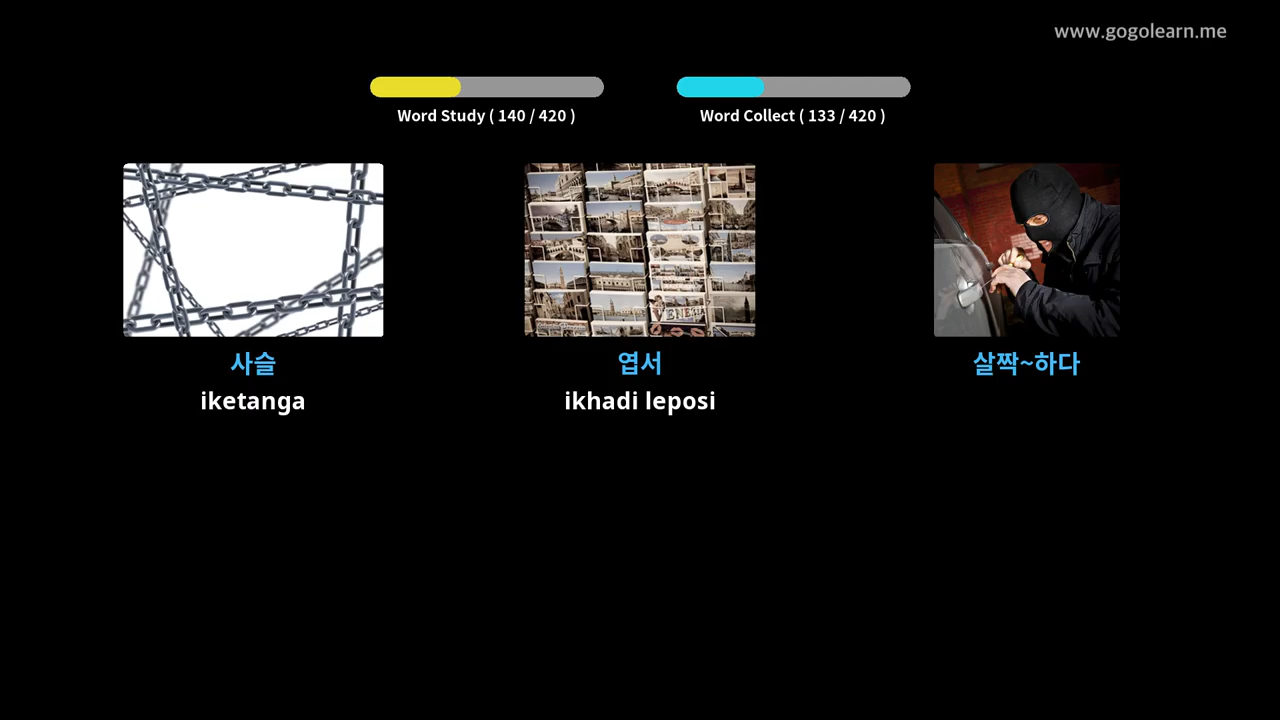 www.gogolearn.me
Word Study ( 140 / 420 )
Word Collect ( 133 / 420 )
사슬
엽서
살짝~하다
iketanga
ikhadi leposi